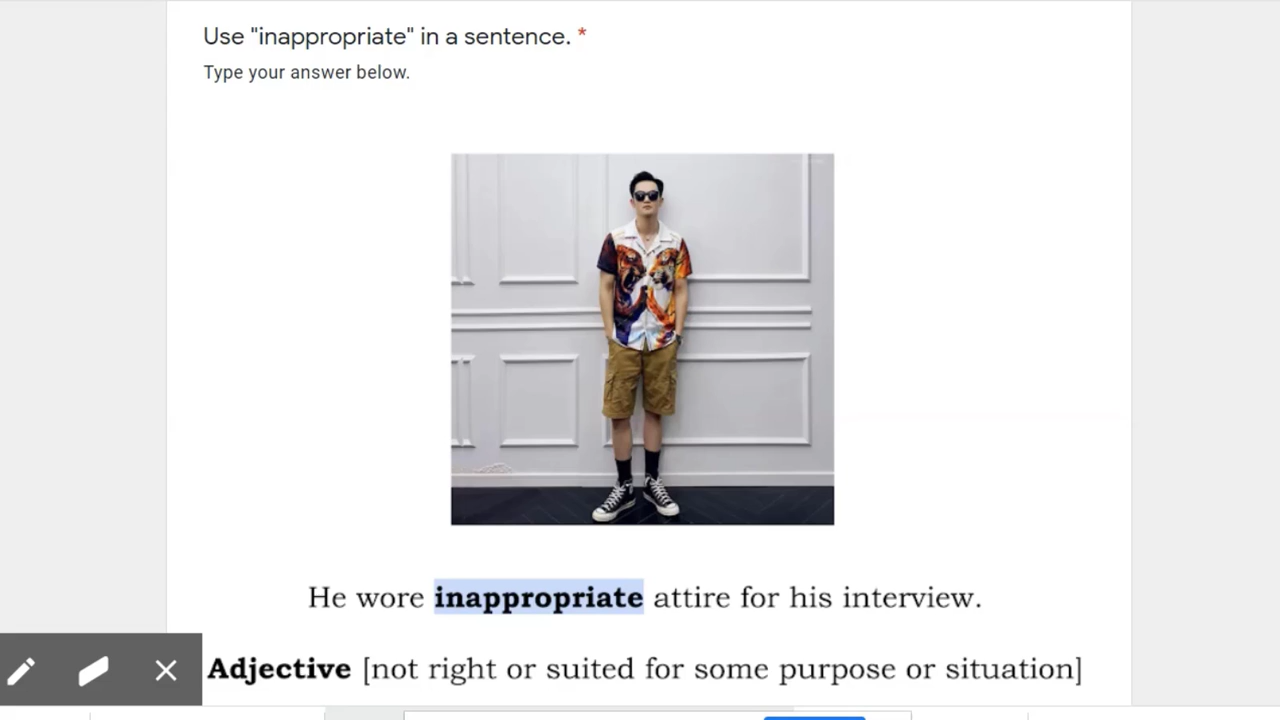 Use "inappropriate" in a sentence. *
Type your answer below.
He wore inappropriate attire for his interview.
Adjective [not right or suited for some purpose or situation]